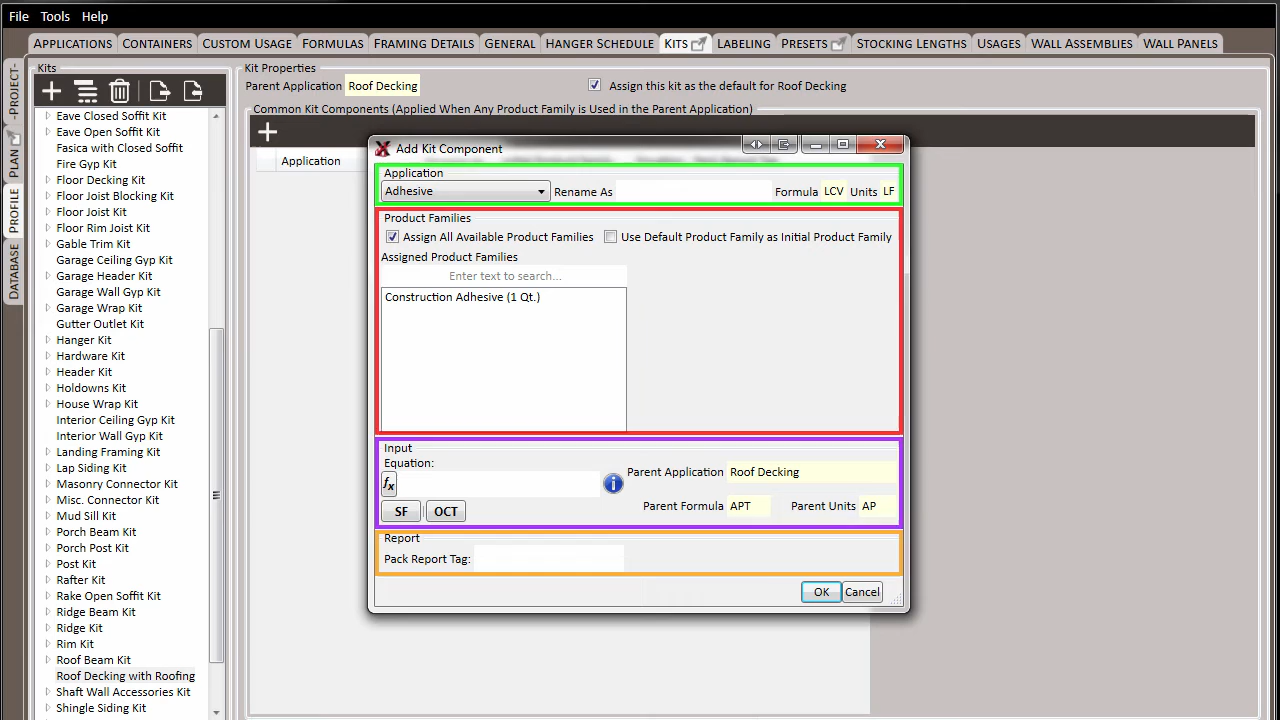 File Tools Help
APPLICATIONS CONTAINERS CUSTOM USAGE FORMULAS FRAMING DETAILS GENERAL HANGER SCHEDULE KITS LABELING PRESETS STOCKING LENGTHS USAGES WALL ASSEMBLIES WALL PANELS
-PROJECT-
PLAN
PROFILE
DATABASE
Kits
Eave Closed Soffit Kit
Eave Open Soffit Kit
Fasica with Closed Soffit
Fire Gyp Kit
Floor Decking Kit
Floor Joist Blocking Kit
Floor Joist Kit
Floor Rim Joist Kit
Gable Trim Kit
Garage Ceiling Gyp Kit
Garage Header Kit
Garage Wall Gyp Kit
Garage Wrap Kit
Gutter Outlet Kit
Hanger Kit
Hardware Kit
Header Kit
Holdowns Kit
House Wrap Kit
Interior Ceiling Gyp Kit
Interior Wall Gyp Kit
Landing Framing Kit
Lap Siding Kit
Masonry Connector Kit
Misc. Connector Kit
Mud Sill Kit
Porch Beam Kit
Porch Post Kit
Post Kit
Rafter Kit
Rake Open Soffit Kit
Ridge Beam Kit
Ridge Kit
Rim Kit
Roof Beam Kit
Roof Decking with Roofing
Shaft Wall Accessories Kit
Shingle Siding Kit
Kit Properties
Parent Application Roof Decking Assign this kit as the default for Roof Decking
Common Kit Components (Applied When Any Product Family is Used in the Parent Application)
Application
Add Kit Component
Application
Adhesive Rename As Formula LCV Units LF
Product Families
Assign All Available Product Families Use Default Product Family as Initial Product Family
Assigned Product Families
Enter text to search...
Construction Adhesive (1 Qt.)
Input
Equation:
fx
Parent Application Roof Decking
SF OCT Parent Formula APT Parent Units AP
Report
Pack Report Tag:
OK Cancel